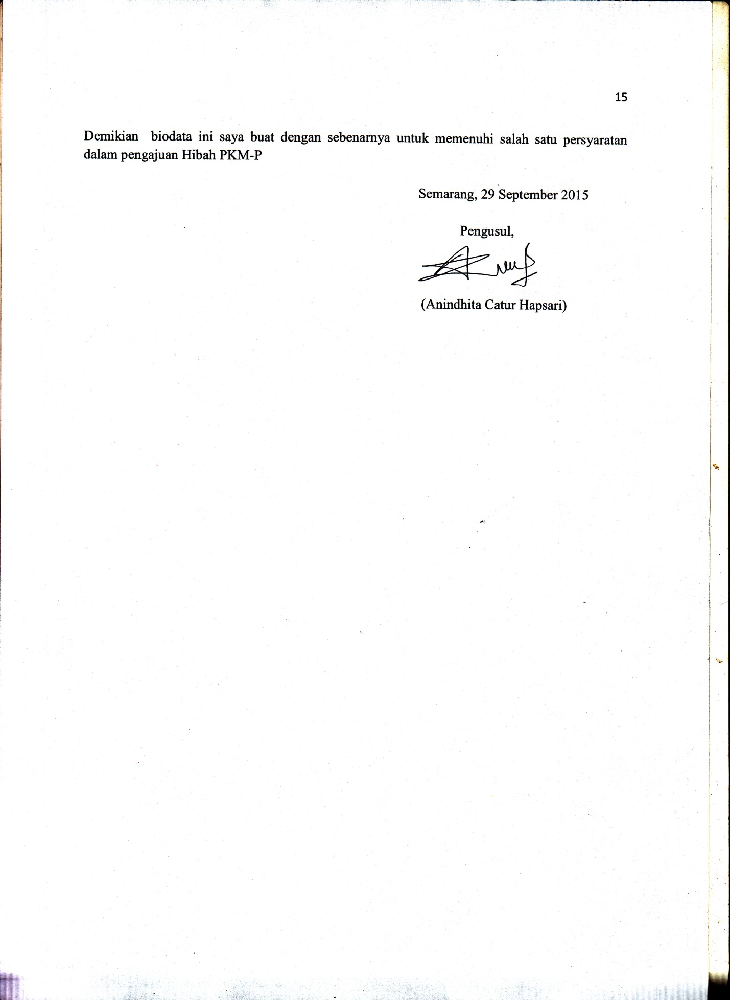 15
Demikian biodata ini saya buat dengan sebenarnya untuk memenuhi salah satu persyaratan
dalam pengajuan Hibah PKM-P
Semarang, 29 September 2015
Pengusul,
(Anindhita Catur Hapsari)